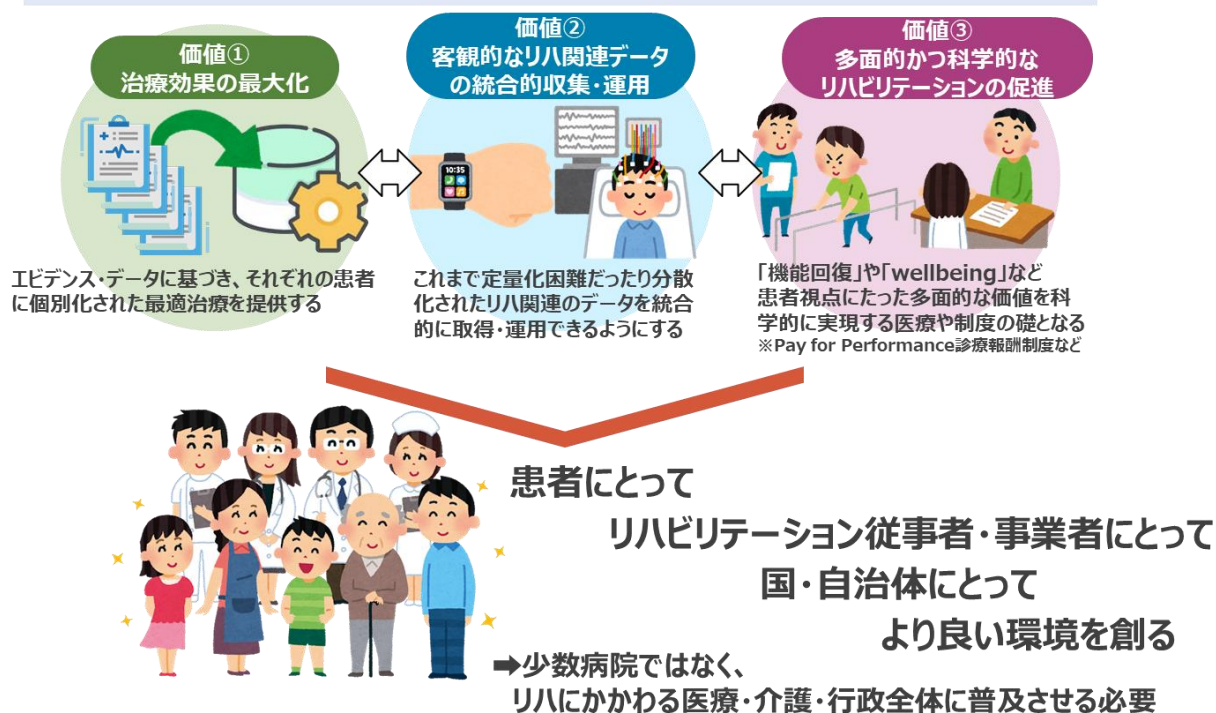 価値①
治療効果の最大化
価値②
客観的なリハ関連データ
の統合的収集・運用
価値③
多面的かつ科学的な
リハビリテーションの促進
10:35
エビデンス・データに基づき、それぞれの患者
に個別化された最適治療を提供する
これまで定量化困難だったり分散
化されたリハ関連のデータを統合
的に取得・運用できるようにする
「機能回復」や「wellbeing」など
患者視点にたった多面的な価値を科
学的に実現する医療や制度の礎となる
※Pay for Performance診療報酬制度など
患者にとって
リハビリテーション従事者・事業者にとって
国・自治体にとって
より良い環境を創る
➡少数病院ではなく、
リハにかかわる医療・介護・行政全体に普及させる必要